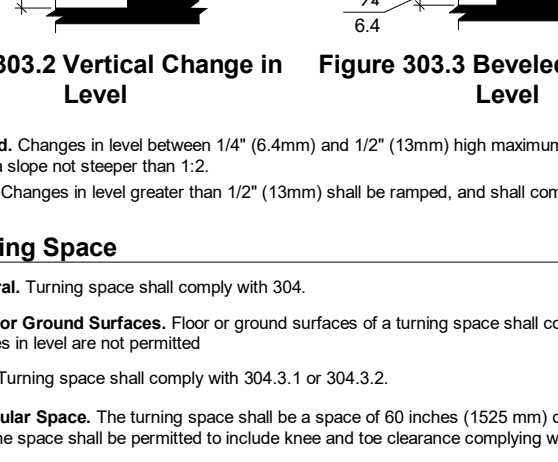 6.4
303.2 Vertical Change in Figure 303.3 Bevele
Level Level
d. Changes in level between 1/4" (6.4mm) and 1/2" (13mm) high maximum
a slope not steeper than 1:2.
Changes in level greater than 1/2" (13mm) shall be ramped, and shall com
ing Space
ral. Turning space shall comply with 304.
or Ground Surfaces. Floor or ground surfaces of a turning space shall co
es in level are not permitted
Turning space shall comply with 304.3.1 or 304.3.2.
ular Space. The turning space shall be a space of 60 inches (1525 mm)
he space shall be permitted to include knee and toe clearance complying w